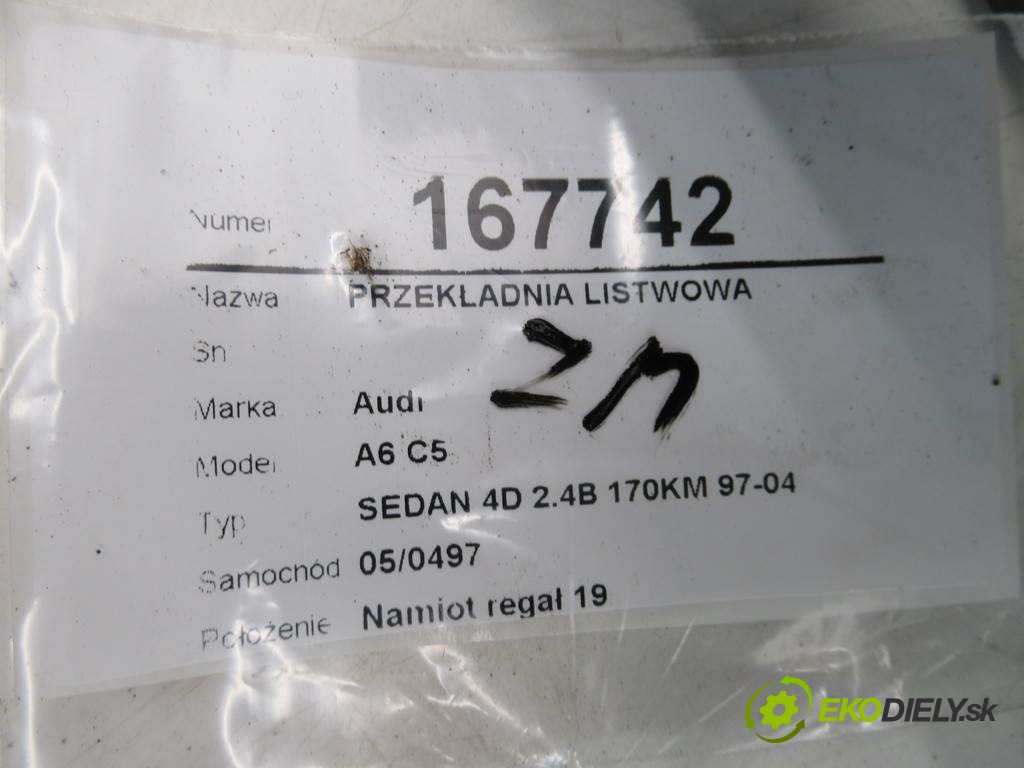 Numer 167742
Nazwa PRZEKŁADNIA LISTWOWA
Sn
Marka Audi
Model A6 C5
Typ SEDAN 4D 2.4B 170KM 97-04
Samochód 05/0497
Położenie Namiot regał 19
EKODIELY.sk